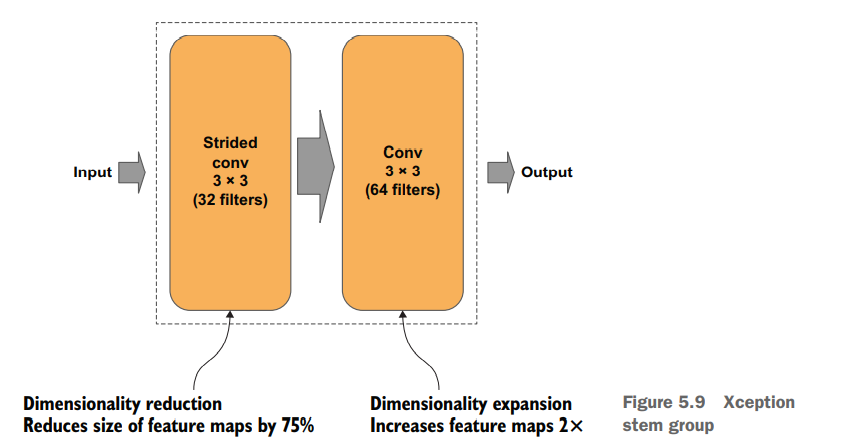 Input
Strided
conv
3 × 3
(32 filters)
Conv
3 × 3
(64 filters)
Output
Dimensionality reduction
Reduces size of feature maps by 75%
Dimensionality expansion
Increases feature maps 2×
Figure 5.9 Xception
stem group